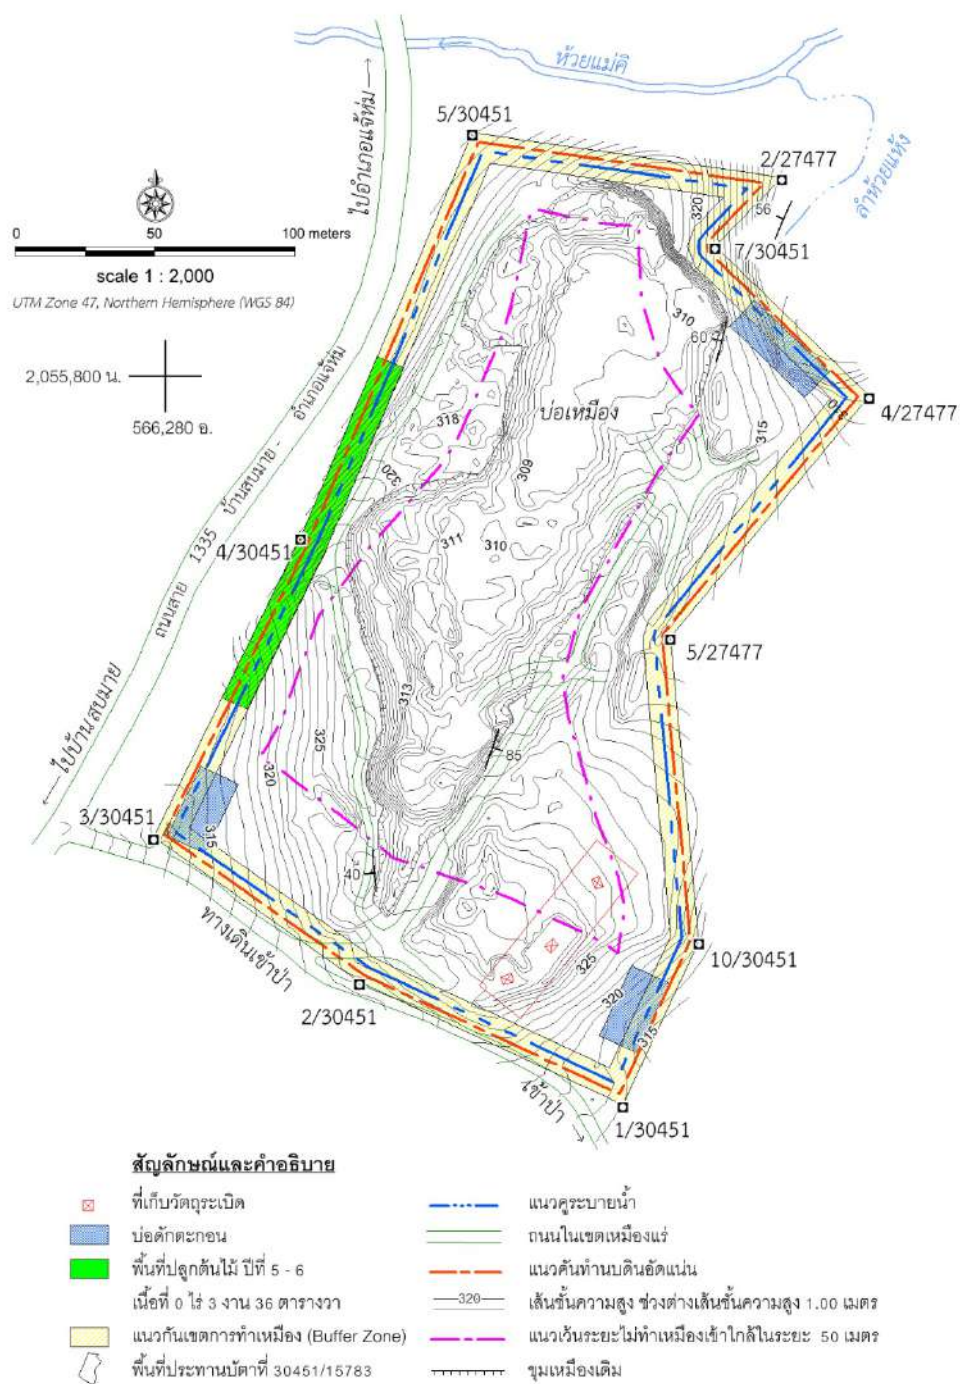 ห้วยแม่คิ
ลำห้วยแห้ง
ไปอำเภอแจ้ห่ม
5/30451
2/27477
56
7/30451
320
0 50 100 meters
scale 1 : 2,000
UTM Zone 47, Northern Hemisphere (WGS 84)
2,055,800 น.
566,280 อ.
310
60
4/27477
315
310
บ่อเหมือง
318
320
309
311
310
4/30451
ถนนสาย 1335 บ้านสบมาย - อำเภอแจ้ห่ม
5/27477
ไปบ้านสบมาย
313
325
320
85
3/30451
315
40
ทางเดินเข้าป่า
2/30451
325
320
315
10/30451
เข้าป่า
1/30451
สัญลักษณ์และคำอธิบาย
ที่เก็บวัตถุระเบิด
แนวคูระบายน้ำ
บ่อดักตะกอน
ถนนในเขตเหมืองแร่
พื้นที่ปลูกต้นไม้ ปีที่ 5 - 6
แนวคันทำนบดินอัดแน่น
เนื้อที่ 0 ไร่ 3 งาน 36 ตารางวา
320
เส้นชั้นความสูง ช่วงต่างเส้นชั้นความสูง 1.00 เมตร
แนวกันเขตการทำเหมือง (Buffer Zone)
แนวเว้นระยะไม่ทำเหมืองเข้าใกล้ในระยะ 50 เมตร
พื้นที่ประทานบัตรที่ 30451/15783
ขุมเหมืองเดิม